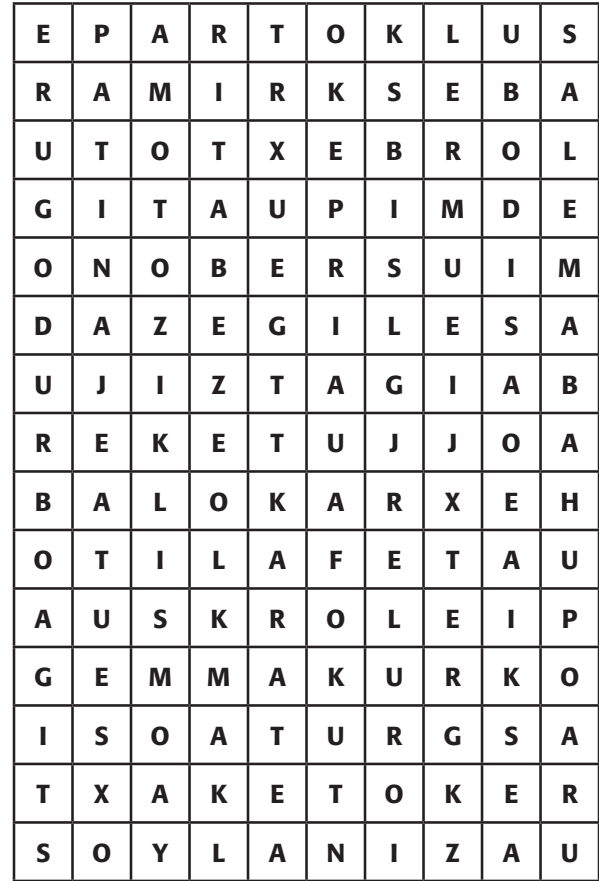 E P A R T O K L U S
R A M I R K S E B A
U T O T X E B R O L
G I T A U P I M D E
O N O B E R S U I M
D A Z E G I L E S A
U J I Z T A G I A B
R E K E T U J J O A
B A L O K A R X E H
O T I L A F E T A U
A U S K R O L E I P
G E M M A K U R K O
I S O A T U R G S A
T X A K E T O K E R
S O Y L A N I Z A U